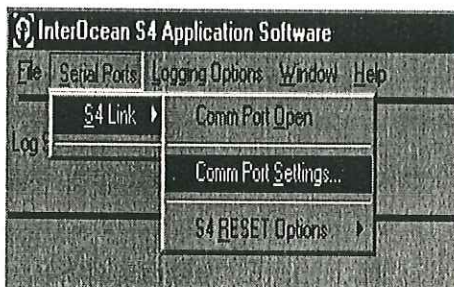 InterOcean S4 Application Software
File Serial Ports Logging Options Window Help
S4 Link Comm Port Open
Log
Comm Port Settings...
S4 RESET Options